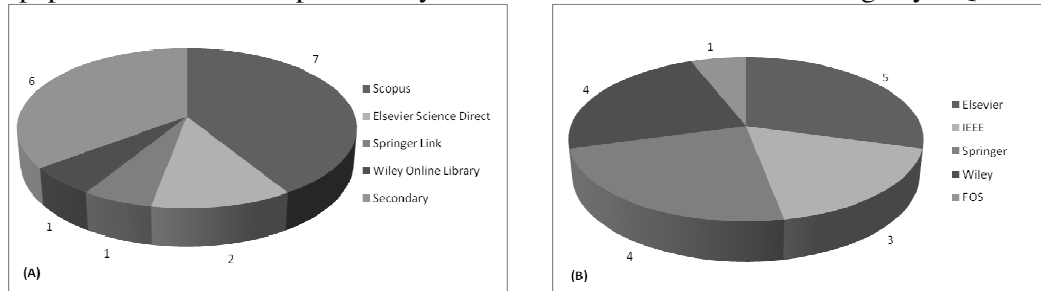 7
6
1
1
2
Scopus
Elsevier Science Direct
Springer Link
Wiley Online Library
Secondary
(A)
1
5
4
4
3
Elsevier
IEEE
Springer
Wiley
FOS
(B)